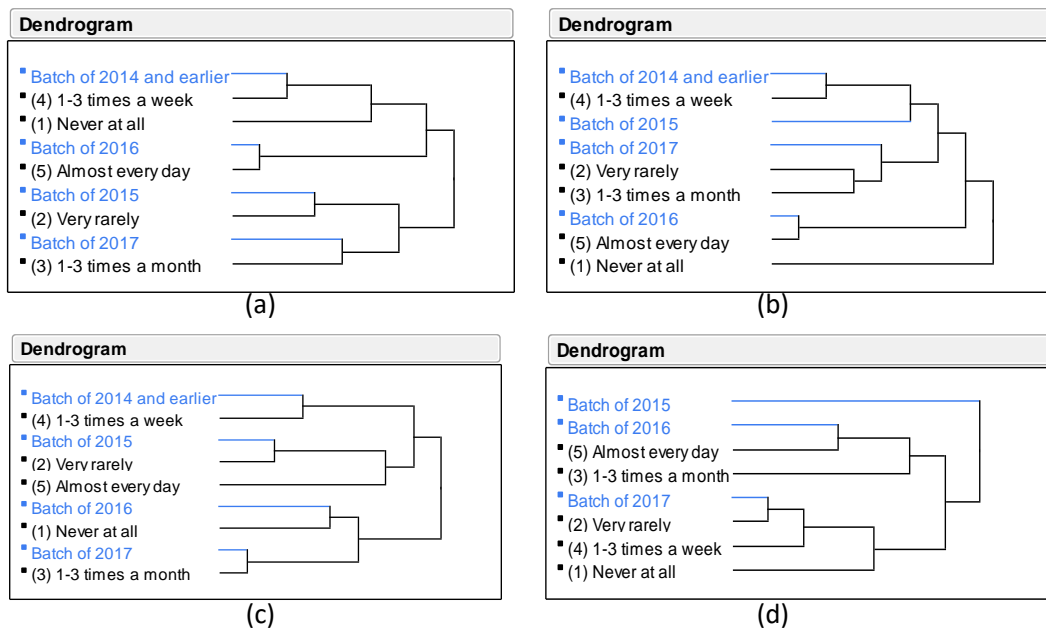 Dendrogram
Batch of 2014 and earlier
(4) 1-3 times a week
(1) Never at all
Batch of 2016
(5) Almost every day
Batch of 2015
(2) Very rarely
Batch of 2017
(3) 1-3 times a month
(a)
Dendrogram
Batch of 2014 and earlier
(4) 1-3 times a week
Batch of 2015
Batch of 2017
(2) Very rarely
(3) 1-3 times a month
Batch of 2016
(5) Almost every day
(1) Never at all
(b)
Dendrogram
Batch of 2014 and earlier
(4) 1-3 times a week
Batch of 2015
(2) Very rarely
(5) Almost every day
Batch of 2016
(1) Never at all
Batch of 2017
(3) 1-3 times a month
(c)
Dendrogram
Batch of 2015
Batch of 2016
(5) Almost every day
(3) 1-3 times a month
Batch of 2017
(2) Very rarely
(4) 1-3 times a week
(1) Never at all
(d)